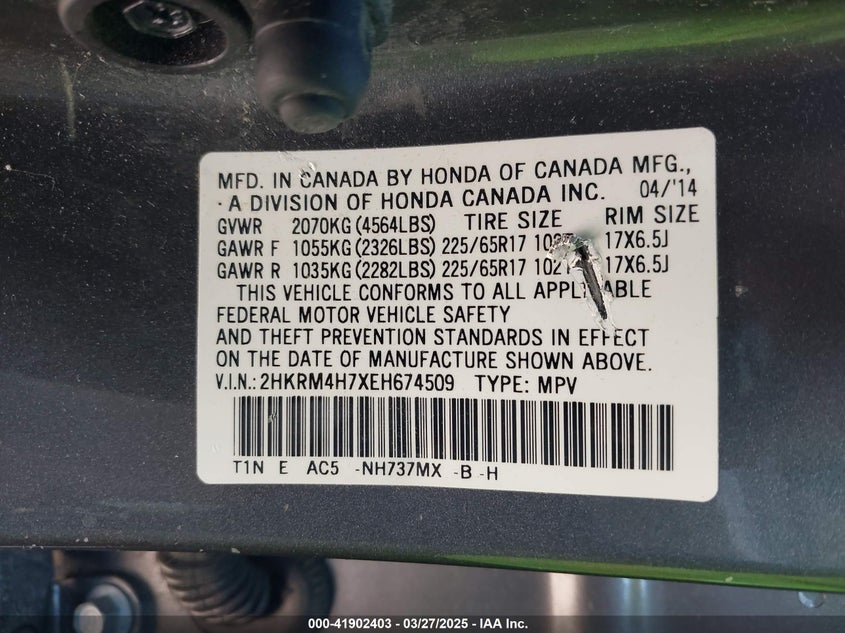 MFD. IN CANADA BY HONDA OF CANADA MFG.,
A DIVISION OF HONDA CANADA INC. 04/'14
GVWR 2070KG (4564LBS) TIRE SIZE RIM SIZE
GAWR F 1055KG (2326LBS) 225/65R17 17X6.5J
GAWR R 1035KG (2282LBS) 225/65R17 17X6.5J
THIS VEHICLE CONFORMS TO ALL APPLICABLE
FEDERAL MOTOR VEHICLE SAFETY
AND THEFT PREVENTION STANDARDS IN EFFECT
ON THE DATE OF MANUFACTURE SHOWN ABOVE.
V.I.N.: 2HKRM4H7XEH674509 TYPE: MPV
T1N E AC5 -NH737MX -B -H
000-41902403 - 03/27/2025 - IAA Inc.